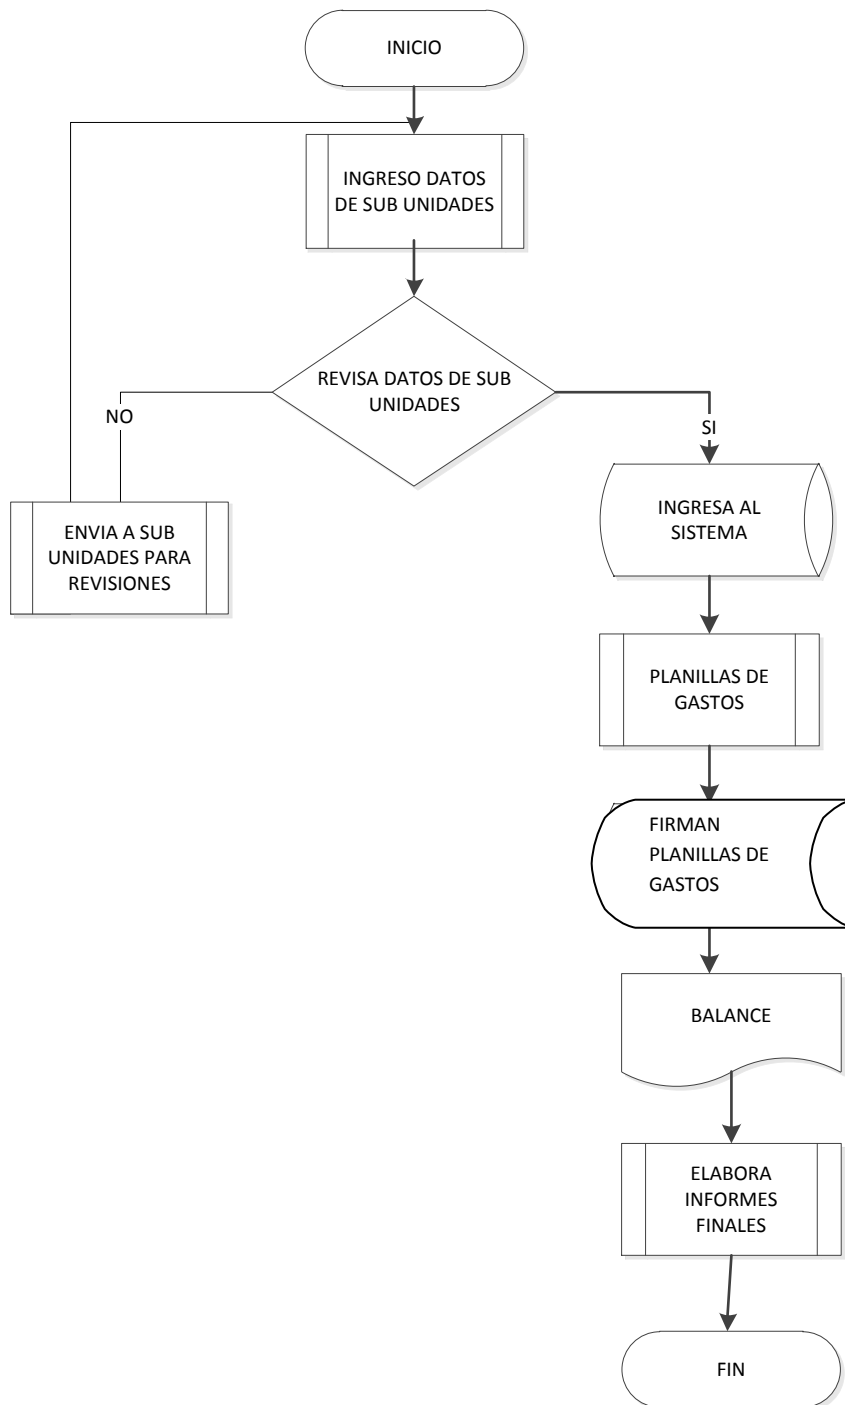 INICIO
INGRESO DATOS
DE SUB UNIDADES
REVISA DATOS DE SUB
UNIDADES
NO
SI
ENVIA A SUB
UNIDADES PARA
REVISIONES
INGRESA AL
SISTEMA
PLANILLAS DE
GASTOS
FIRMAN
PLANILLAS DE
GASTOS
BALANCE
ELABORA
INFORMES
FINALES
FIN